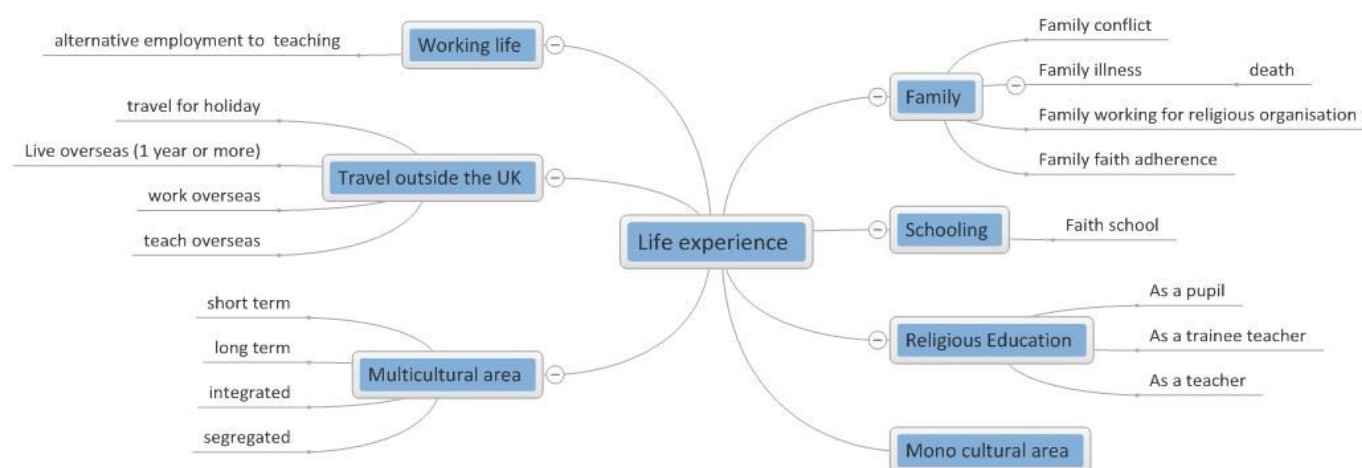 Life experience
Working life
alternative employment to teaching
Travel outside the UK
travel for holiday
Live overseas (1 year or more)
work overseas
teach overseas
Multicultural area
short term
long term
integrated
segregated
Family
Family conflict
Family illness
death
Family working for religious organisation
Family faith adherence
Schooling
Faith school
Religious Education
As a pupil
As a trainee teacher
As a teacher
Mono cultural area